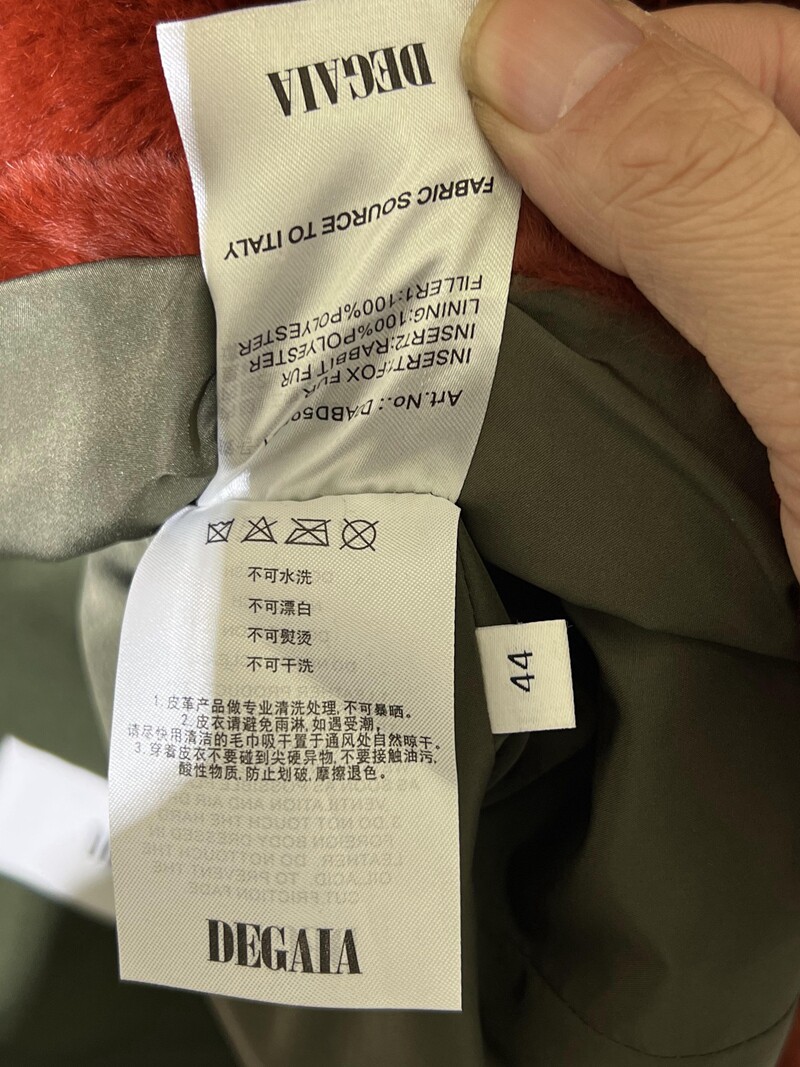 DEGAIA
FABRIC SOURCE TO ITALY
FILLER1:100%POLYESTER
LINING:100%POLYESTER
INSERT2:RABBIT FUR
INSERT:FOX FUR
Art.No.:
不可水洗
不可漂白
不可熨烫
不可干洗
1.皮革产品做专业清洗处理,不可暴晒。
2.皮衣请避免雨淋,如遇受潮,
请尽快用清洁的毛巾吸干置于通风处自然晾干。
3.穿着皮衣不要碰到尖硬异物,不要接触油污,
酸性物质,防止划破,摩擦退色。
DEGAIA
44